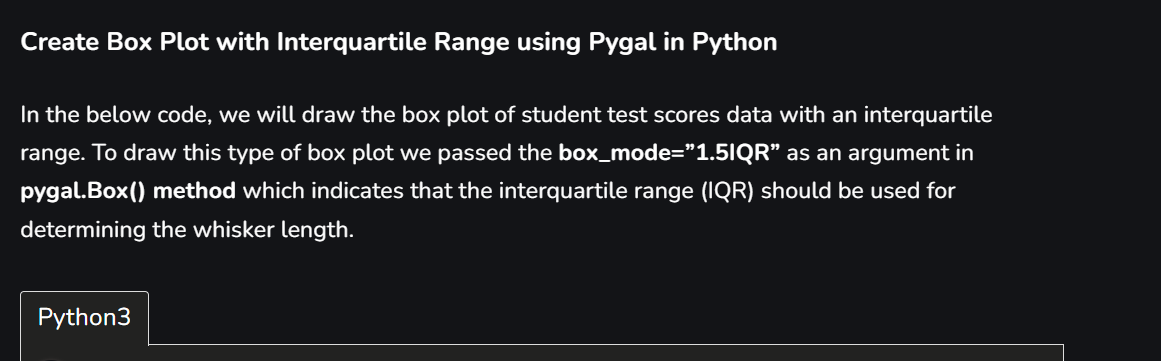 Create Box Plot with Interquartile Range using Pygal in Python
In the below code, we will draw the box plot of student test scores data with an interquartile
range. To draw this type of box plot we passed the box_mode=”1.5IQR” as an argument in
pygal.Box() method which indicates that the interquartile range (IQR) should be used for
determining the whisker length.
Python3